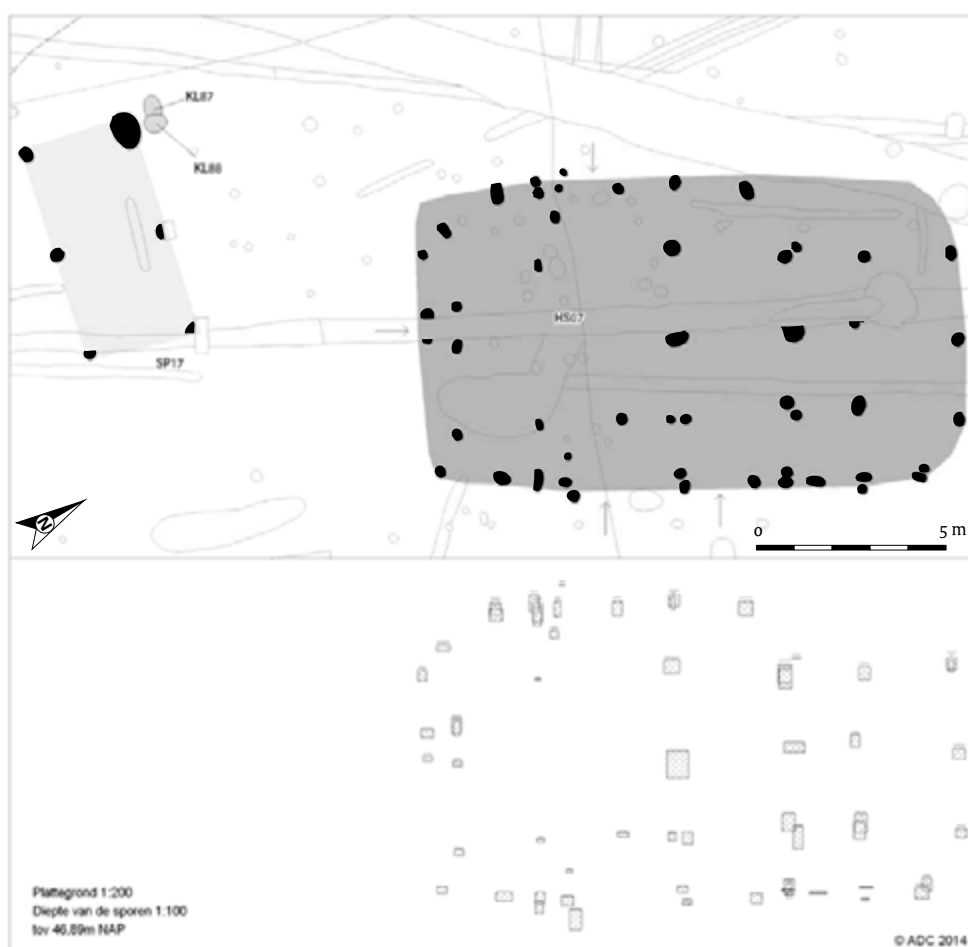 KL87
KL88
HS07
SP17
N
0 5 m
Plattegrond 1:200
Diepte van de sporen 1:100
tov 46.89m NAP
© ADC 2014